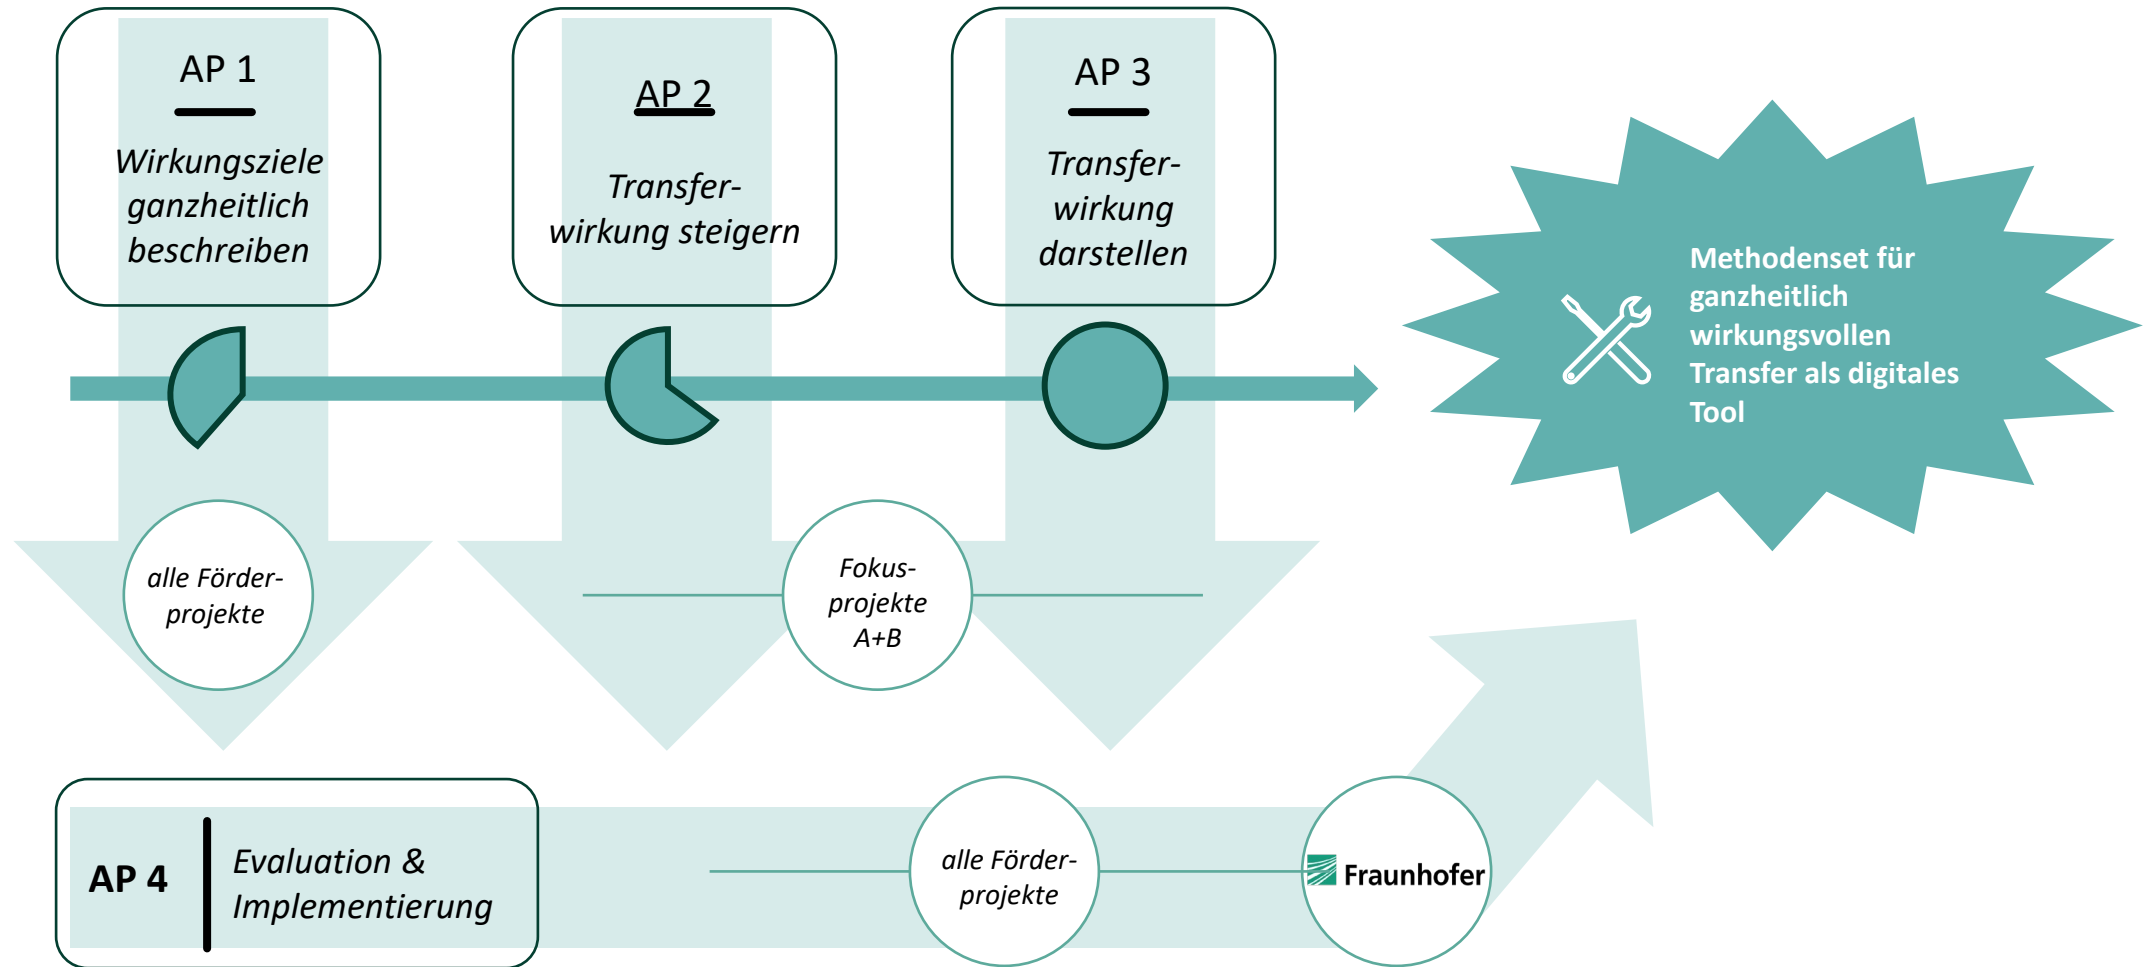 AP 1
Wirkungsziele
ganzheitlich
beschreiben
AP 2
Transfer-
wirkung steigern
AP 3
Transfer-
wirkung
darstellen
Methodenset für
ganzheitlich
wirkungsvollen
Transfer als digitales
Tool
alle Förder-
projekte
Fokus-
projekte
A+B
AP 4
Evaluation &
Implementierung
alle Förder-
projekte
Fraunhofer